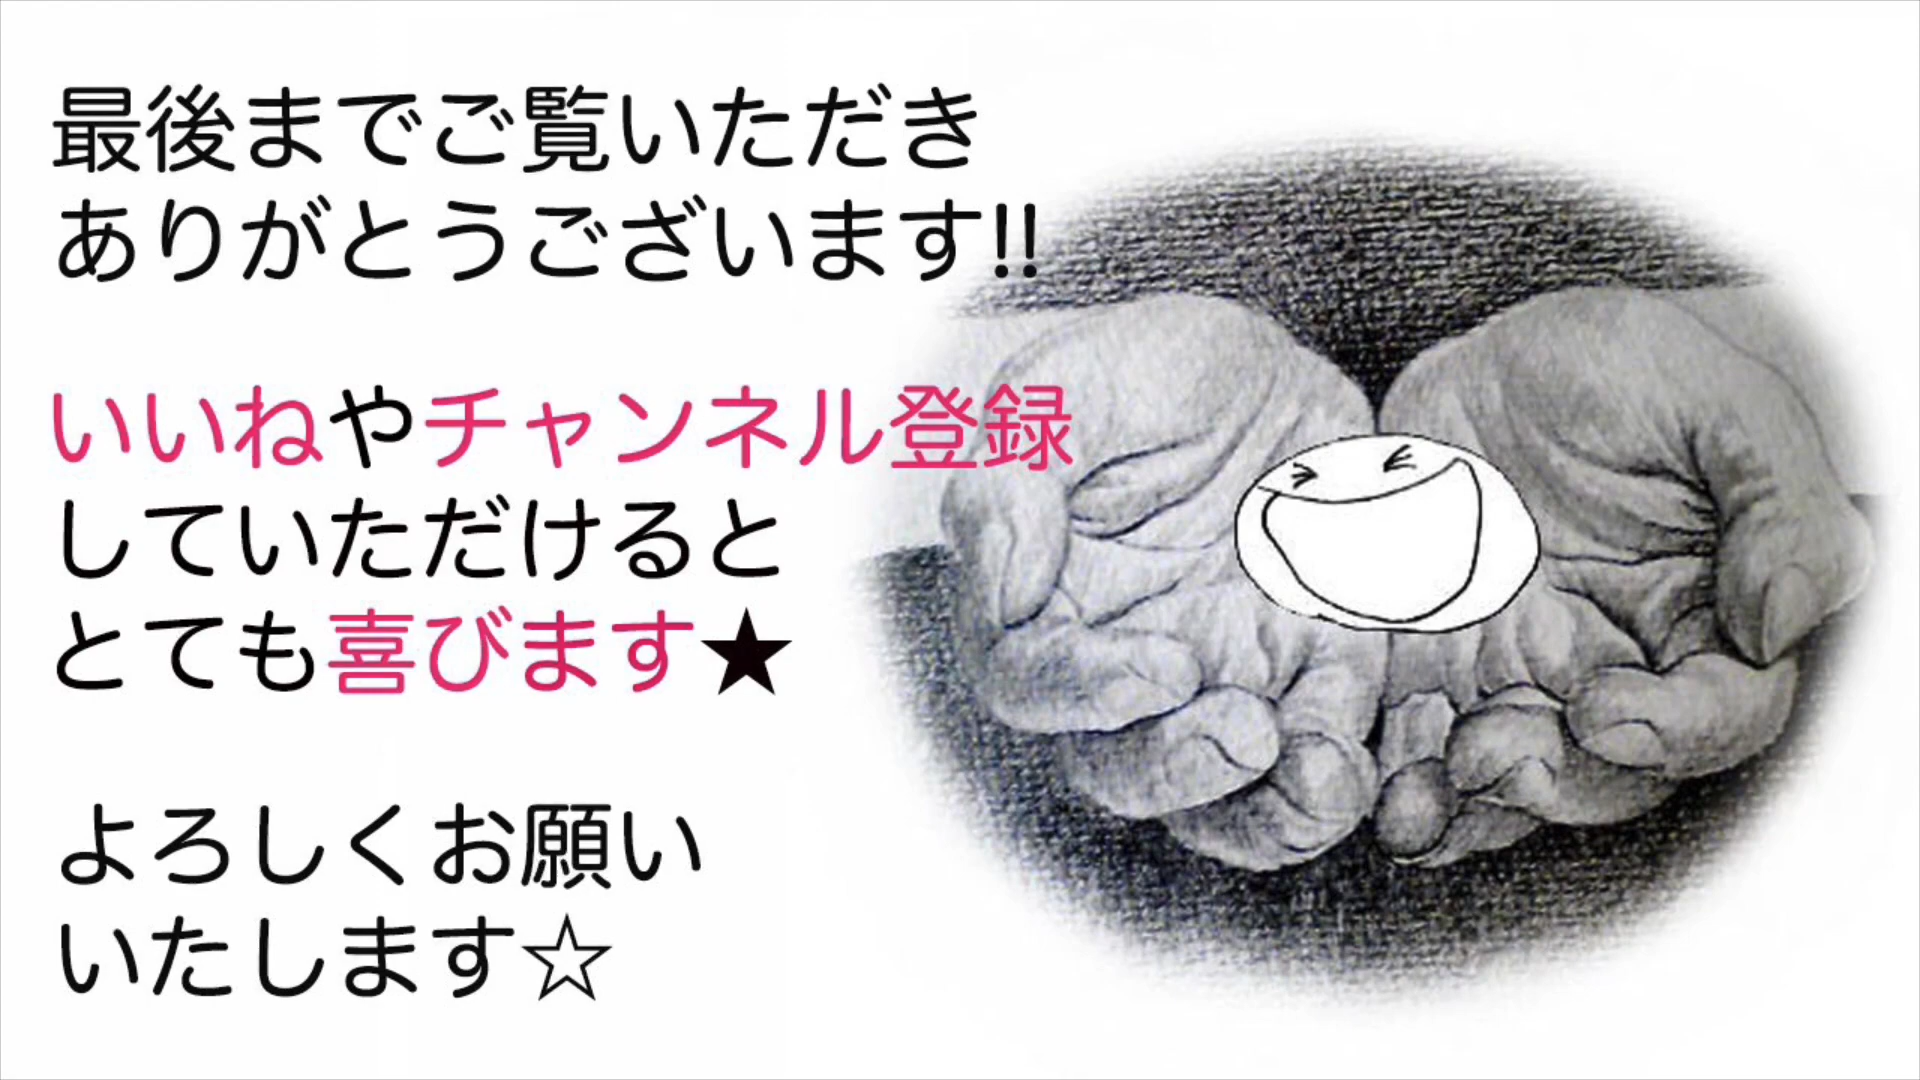 最後までご覧いただき
ありがとうございます!!
いいねやチャンネル登録
していただけると
とても喜びます★
よろしくお願い
いたします☆